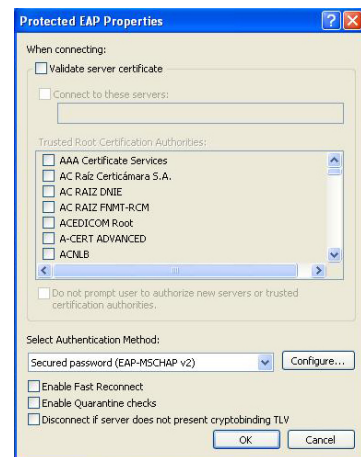 Protected EAP Properties
When connecting:
Validate server certificate
Connect to these servers:
Trusted Root Certification Authorities:
AAA Certificate Services
AC Raíz Certicámara S.A.
AC RAIZ DNIE
AC RAIZ FNMT-RCM
ACEDICOM Root
A-CERT ADVANCED
ACNLB
Do not prompt user to authorize new servers or trusted
certification authorities.
Select Authentication Method:
Secured password (EAP-MSCHAP v2)
Configure...
Enable Fast Reconnect
Enable Quarantine checks
Disconnect if server does not present cryptobinding TLV
OK
Cancel